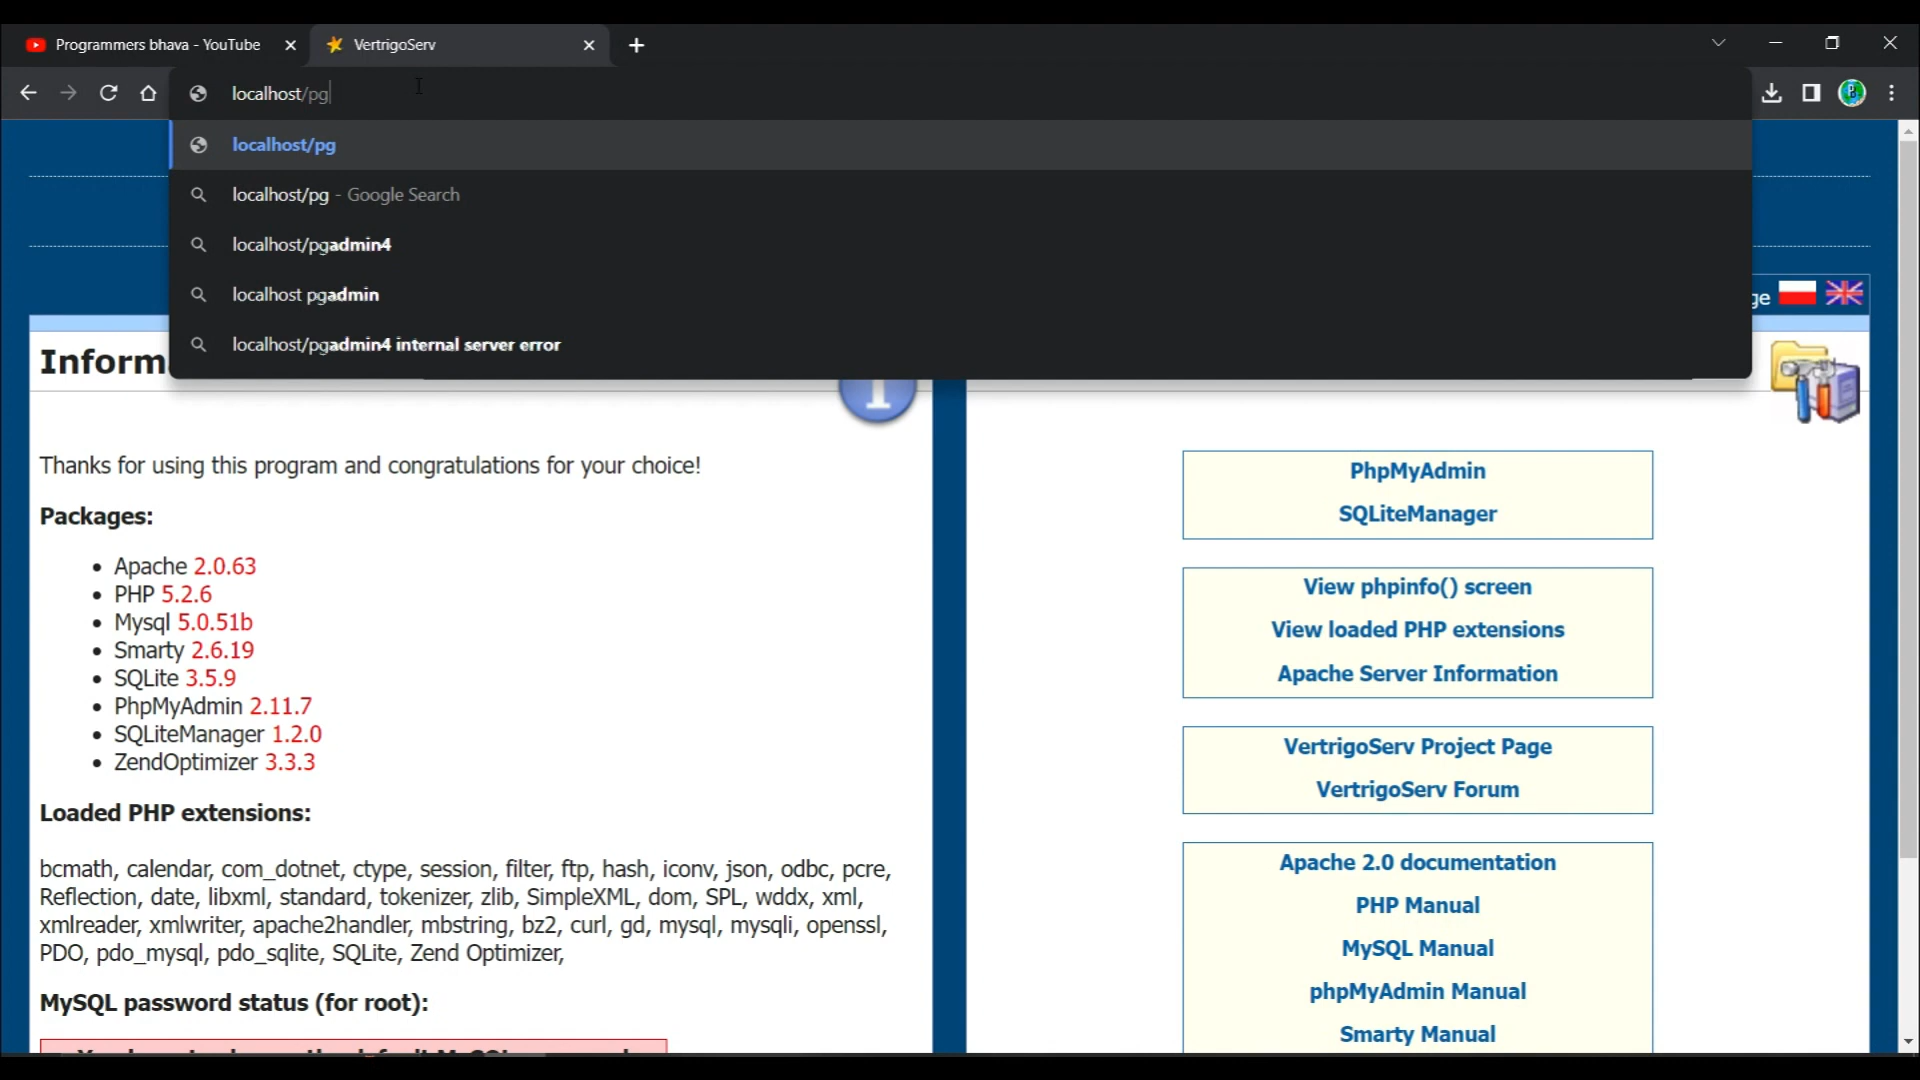 Programmers bhava - YouTube
VertrigoServ
localhost/pg
localhost/pg
localhost/pg - Google Search
localhost/pgadmin4
localhost pgadmin
localhost/pgadmin4 internal server error
Thanks for using this program and congratulations for your choice!
Packages:
• Apache 2.0.63
• PHP 5.2.6
• Mysql 5.0.51b
• Smarty 2.6.19
• SQLite 3.5.9
• PhpMyAdmin 2.11.7
• SQLiteManager 1.2.0
• ZendOptimizer 3.3.3
Loaded PHP extensions:
bcmath, calendar, com_dotnet, ctype, session, filter, ftp, hash, iconv, json, odbc, pcre,
Reflection, date, libxml, standard, tokenizer, zlib, SimpleXML, dom, SPL, wddx, xml,
xmlreader, xmlwriter, apache2handler, mbstring, bz2, curl, gd, mysql, mysqli, openssl,
PDO, pdo_mysql, pdo_sqlite, SQLite, Zend Optimizer,
MySQL password status (for root):
PhpMyAdmin
SQLiteManager
View phpinfo() screen
View loaded PHP extensions
Apache Server Information
VertrigoServ Project Page
VertrigoServ Forum
Apache 2.0 documentation
PHP Manual
MySQL Manual
phpMyAdmin Manual
Smarty Manual